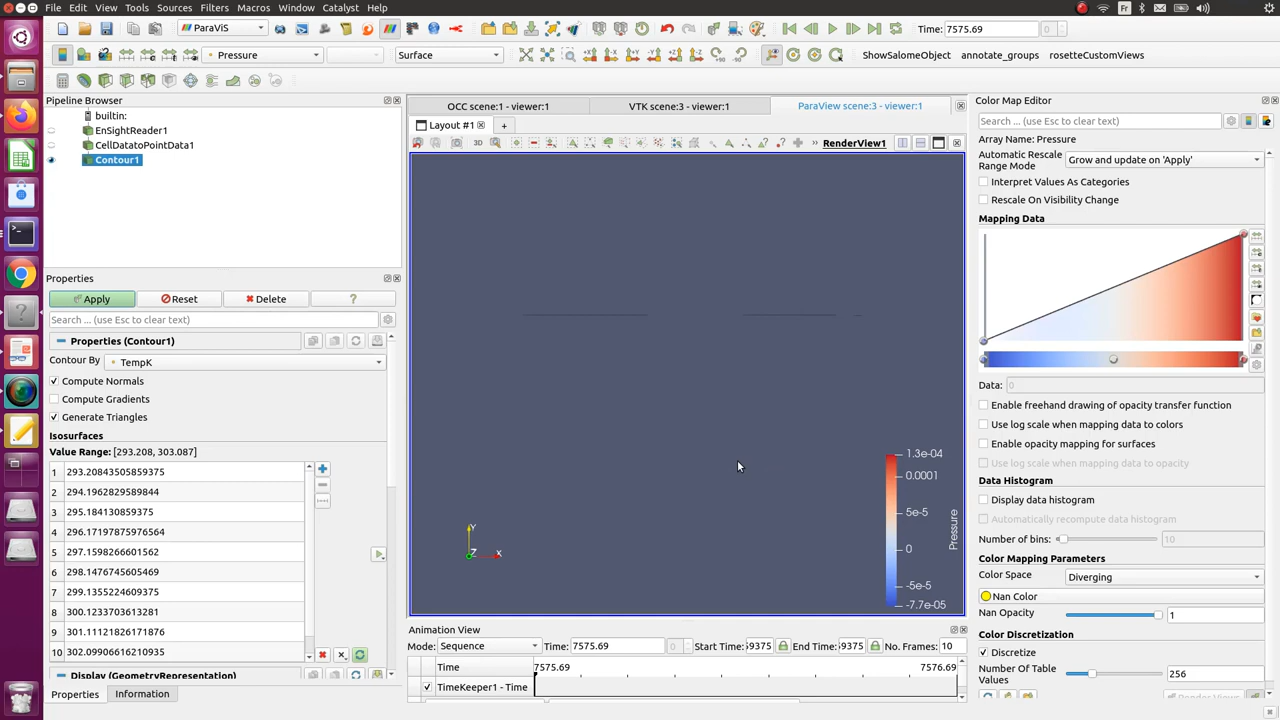 File Edit View Tools Sources Filters Macros Window Catalyst Help
Fr
ParaViS
Time: 7575.69 0
Pressure
Surface
ShowSalomeObject annotate_groups rosetteCustomViews
Pipeline Browser
builtin:
EnSightReader1
CellDatatoPointData1
Contour1
Properties
Apply Reset Delete ?
Search ... (use Esc to clear text)
Properties (Contour1)
Contour By TempK
Compute Normals
Compute Gradients
Generate Triangles
Isosurfaces
Value Range: [293.208, 303.087]
1 293.20843505859375
2 294.1962829589844
3 295.184130859375
4 296.17197875976564
5 297.1598266601562
6 298.1476745605469
7 299.1355224609375
8 300.1233703613281
9 301.11121826171876
10 302.09906616210935
Display (GeometryRepresentation)
Properties Information
OCC scene:1 - viewer:1 VTK scene:3 - viewer:1 ParaView scene:3 - viewer:1
Layout #1 +
3D » RenderView1
Y
Z X
1.3e-04
0.0001
5e-5
0
-5e-5
-7.7e-05
Pressure
Animation View
Mode: Sequence Time: 7575.69 0 Start Time: ›9375 End Time: ›9375 No. Frames: 10
Time 7575.69 7576.69
TimeKeeper1 - Time
Color Map Editor
Search ... (use Esc to clear text)
Array Name: Pressure
Automatic Rescale
Range Mode Grow and update on 'Apply'
Interpret Values As Categories
Rescale On Visibility Change
Mapping Data
Data: 0
Enable freehand drawing of opacity transfer function
Use log scale when mapping data to colors
Enable opacity mapping for surfaces
Use log scale when mapping data to opacity
Data Histogram
Display data histogram
Automatically recompute data histogram
Number of bins: 10
Color Mapping Parameters
Color Space Diverging
Nan Color
Nan Opacity 1
Color Discretization
Discretize
Number Of Table
Values 256
Render Views